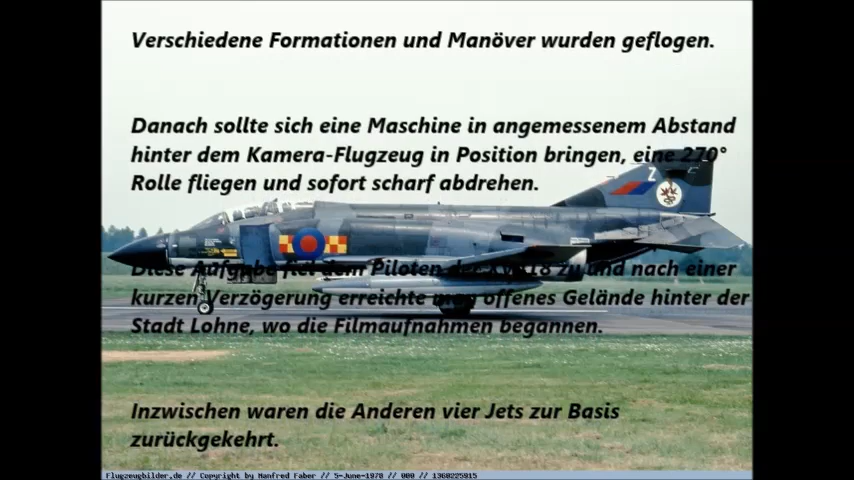 Verschiedene Formationen und Manöver wurden geflogen.
Danach sollte sich eine Maschine in angemessenem Abstand
hinter dem Kamera-Flugzeug in Position bringen, eine 270°
Rolle fliegen und sofort scharf abdrehen.
Z
Diese Aufgabe fiel dem Piloten der zu und nach einer
kurzen Verzögerung erreichte man offenes Gelände hinter der
Stadt Lohne, wo die Filmaufnahmen begannen.
Inzwischen waren die Anderen vier Jets zur Basis
zurückgekehrt.
Flugzeugbilder.de // Copyright by Manfred Faber // 5-June-1978 // 000 // 1360225915